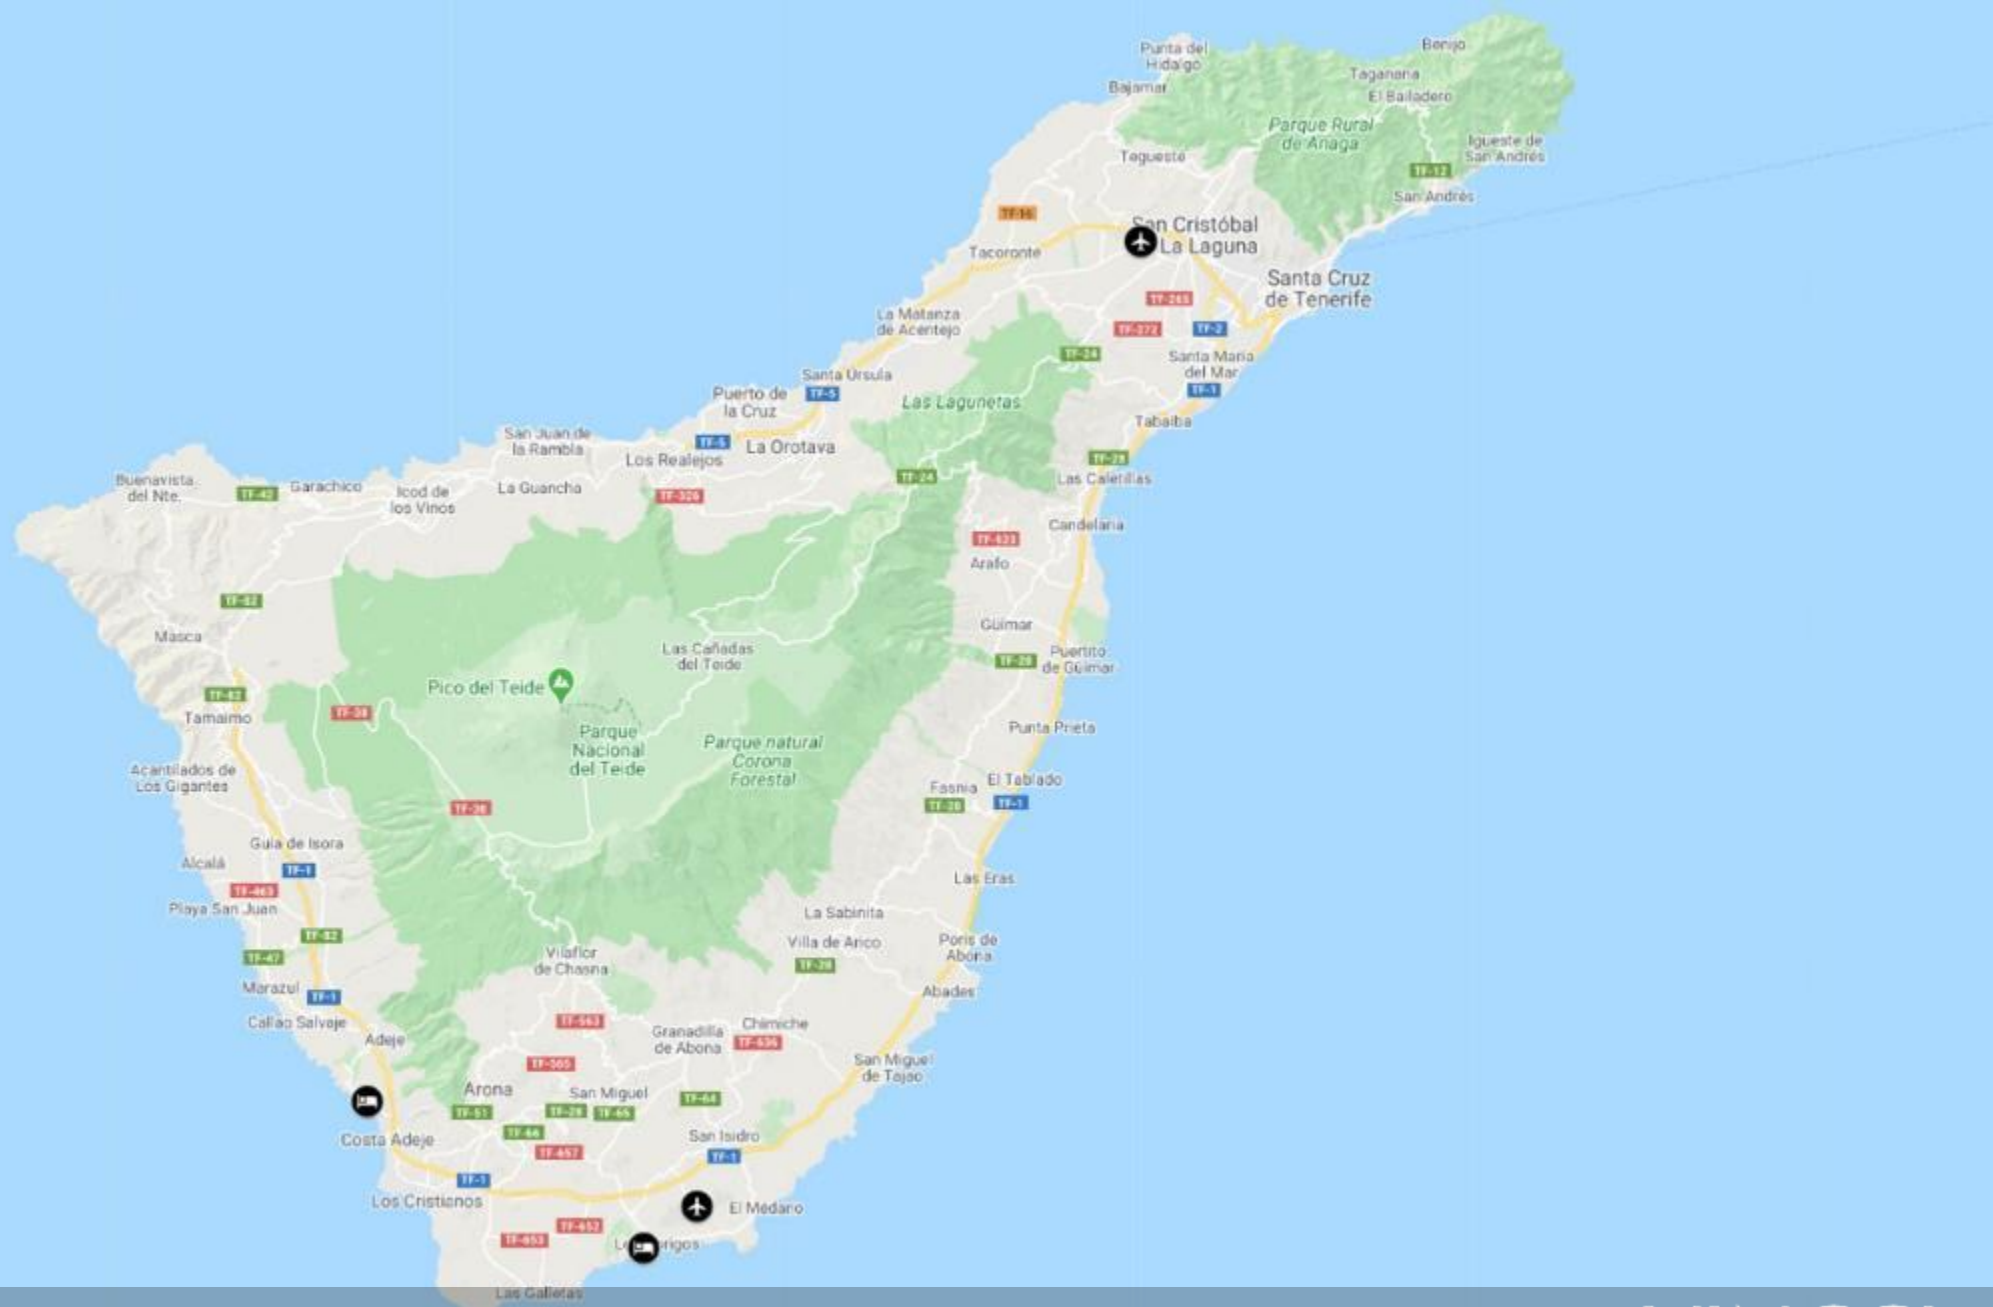 Punta del
Hidalgo
Benijo
Taganana
Bajamar
El Bailadero
Parque Rural
de Anaga
Igueste de
San Andrés
Tegueste
TF-12
San Andrés
TF-16
San Cristóbal
La Laguna
Tacoronte
Santa Cruz
de Tenerife
TF-265
La Matanza
de Acentejo
TF-272
TF-2
TF-24
Santa María
del Mar
Santa Úrsula
TF-5
TF-1
Puerto de
la Cruz
Las Lagunetas
Tabaiba
San Juan de
la Rambla
TF-5
La Orotava
Los Realejos
TF-28
TF-24
Las Caletillas
Buenavista
del Nte.
TF-42
Garachico
Icod de
los Vinos
La Guancha
TF-326
Candelaria
TF-523
Arafo
TF-82
Masca
Güímar
Las Cañadas
del Teide
TF-28
Puertito
de Güímar
Pico del Teide
TF-82
Tamaimo
TF-38
Parque
Nacional
del Teide
Parque natural
Corona
Forestal
Punta Prieta
Acantilados de
Los Gigantes
Fasnia
El Tablado
TF-28
TF-1
TF-38
Guía de Isora
Alcalá
TF-1
TF-463
Playa San Juan
Las Eras
La Sabinita
TF-82
TF-47
Villa de Arico
Porís de
Abona
TF-28
Vilaflor
de Chasna
Marazul
TF-1
Abades
Callao Salvaje
Adeje
TF-563
Granadilla
de Abona
Chimiche
TF-636
TF-565
San Miguel
de Tajao
Arona
San Miguel
TF-51
TF-28
TF-65
TF-64
Costa Adeje
TF-66
San Isidro
TF-657
TF-1
TF-1
Los Cristianos
El Médano
TF-652
TF-653
Las Galletas